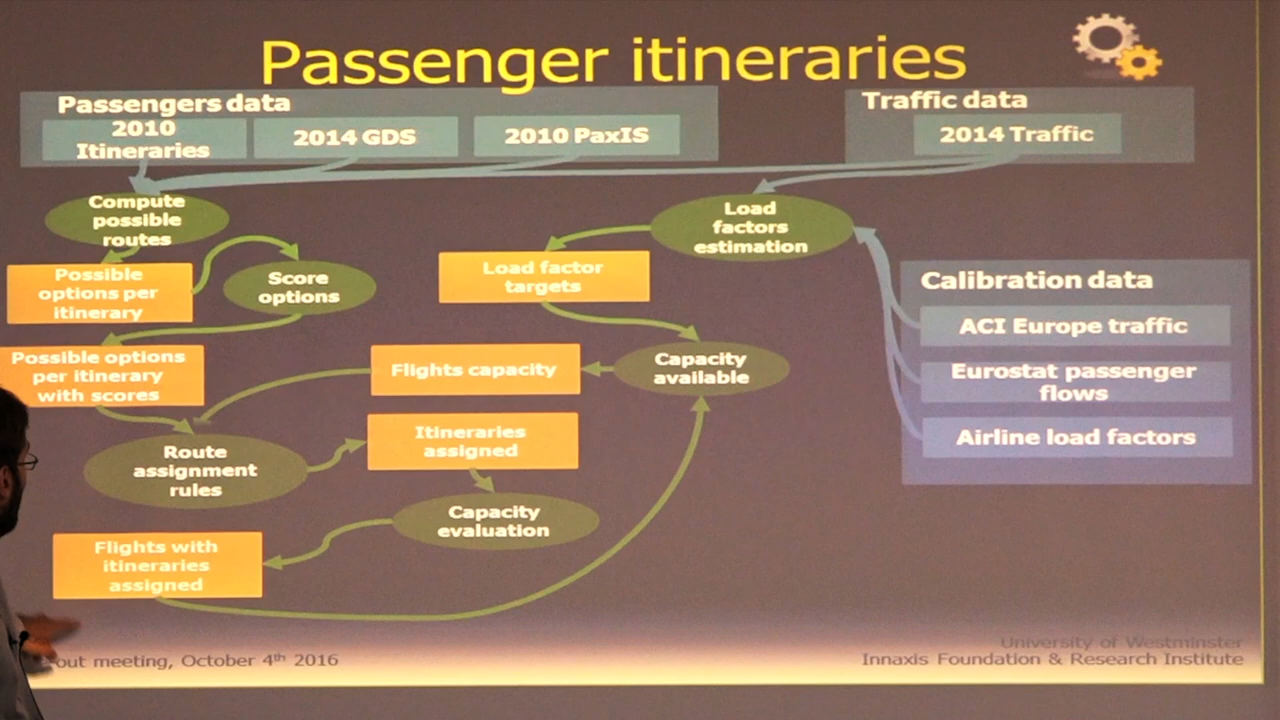 Passenger itineraries
Passengers data
2010
Itineraries
2014 GDS
2010 PaxIS
Traffic data
2014 Traffic
Compute
possible
routes
Load
factors
estimation
Possible
options per
itinerary
Score
options
Load factor
targets
Calibration data
ACI Europe traffic
Eurostat passenger
flows
Airline load factors
Possible options
per itinerary
with scores
Flights capacity
Capacity
available
Route
assignment
rules
Itineraries
assigned
Capacity
evaluation
Flights with
itineraries
assigned
out meeting, October 4th 2016
University of Westminster
Innaxis Foundation & Research Institute